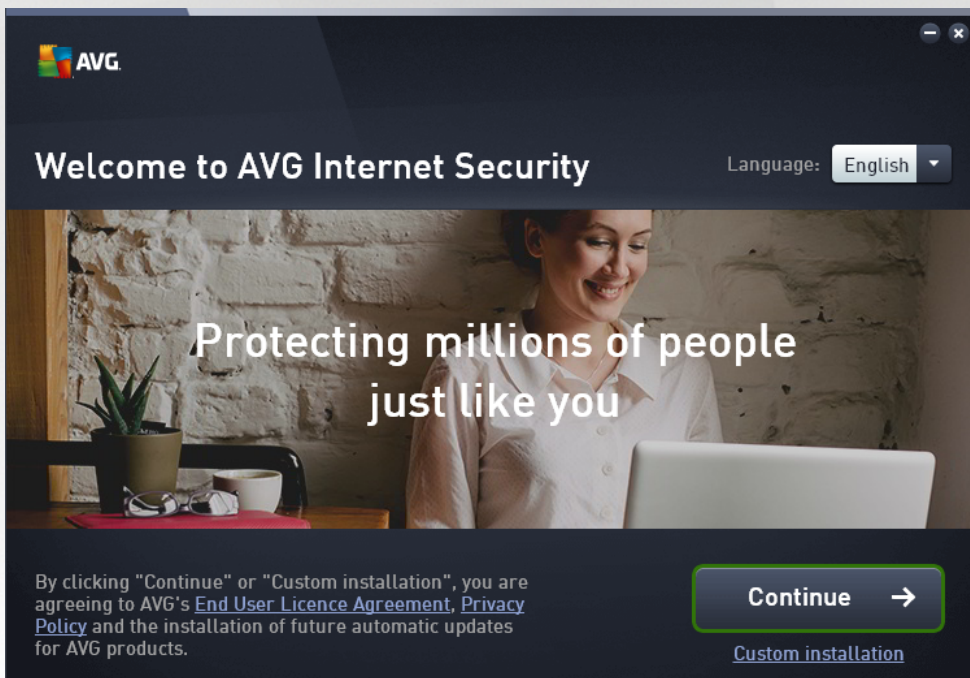 AVG
Welcome to AVG Internet Security
Language: English
Protecting millions of people
just like you
By clicking "Continue" or "Custom installation", you are
agreeing to AVG's End User Licence Agreement, Privacy
Policy and the installation of future automatic updates
for AVG products.
Continue
Custom installation